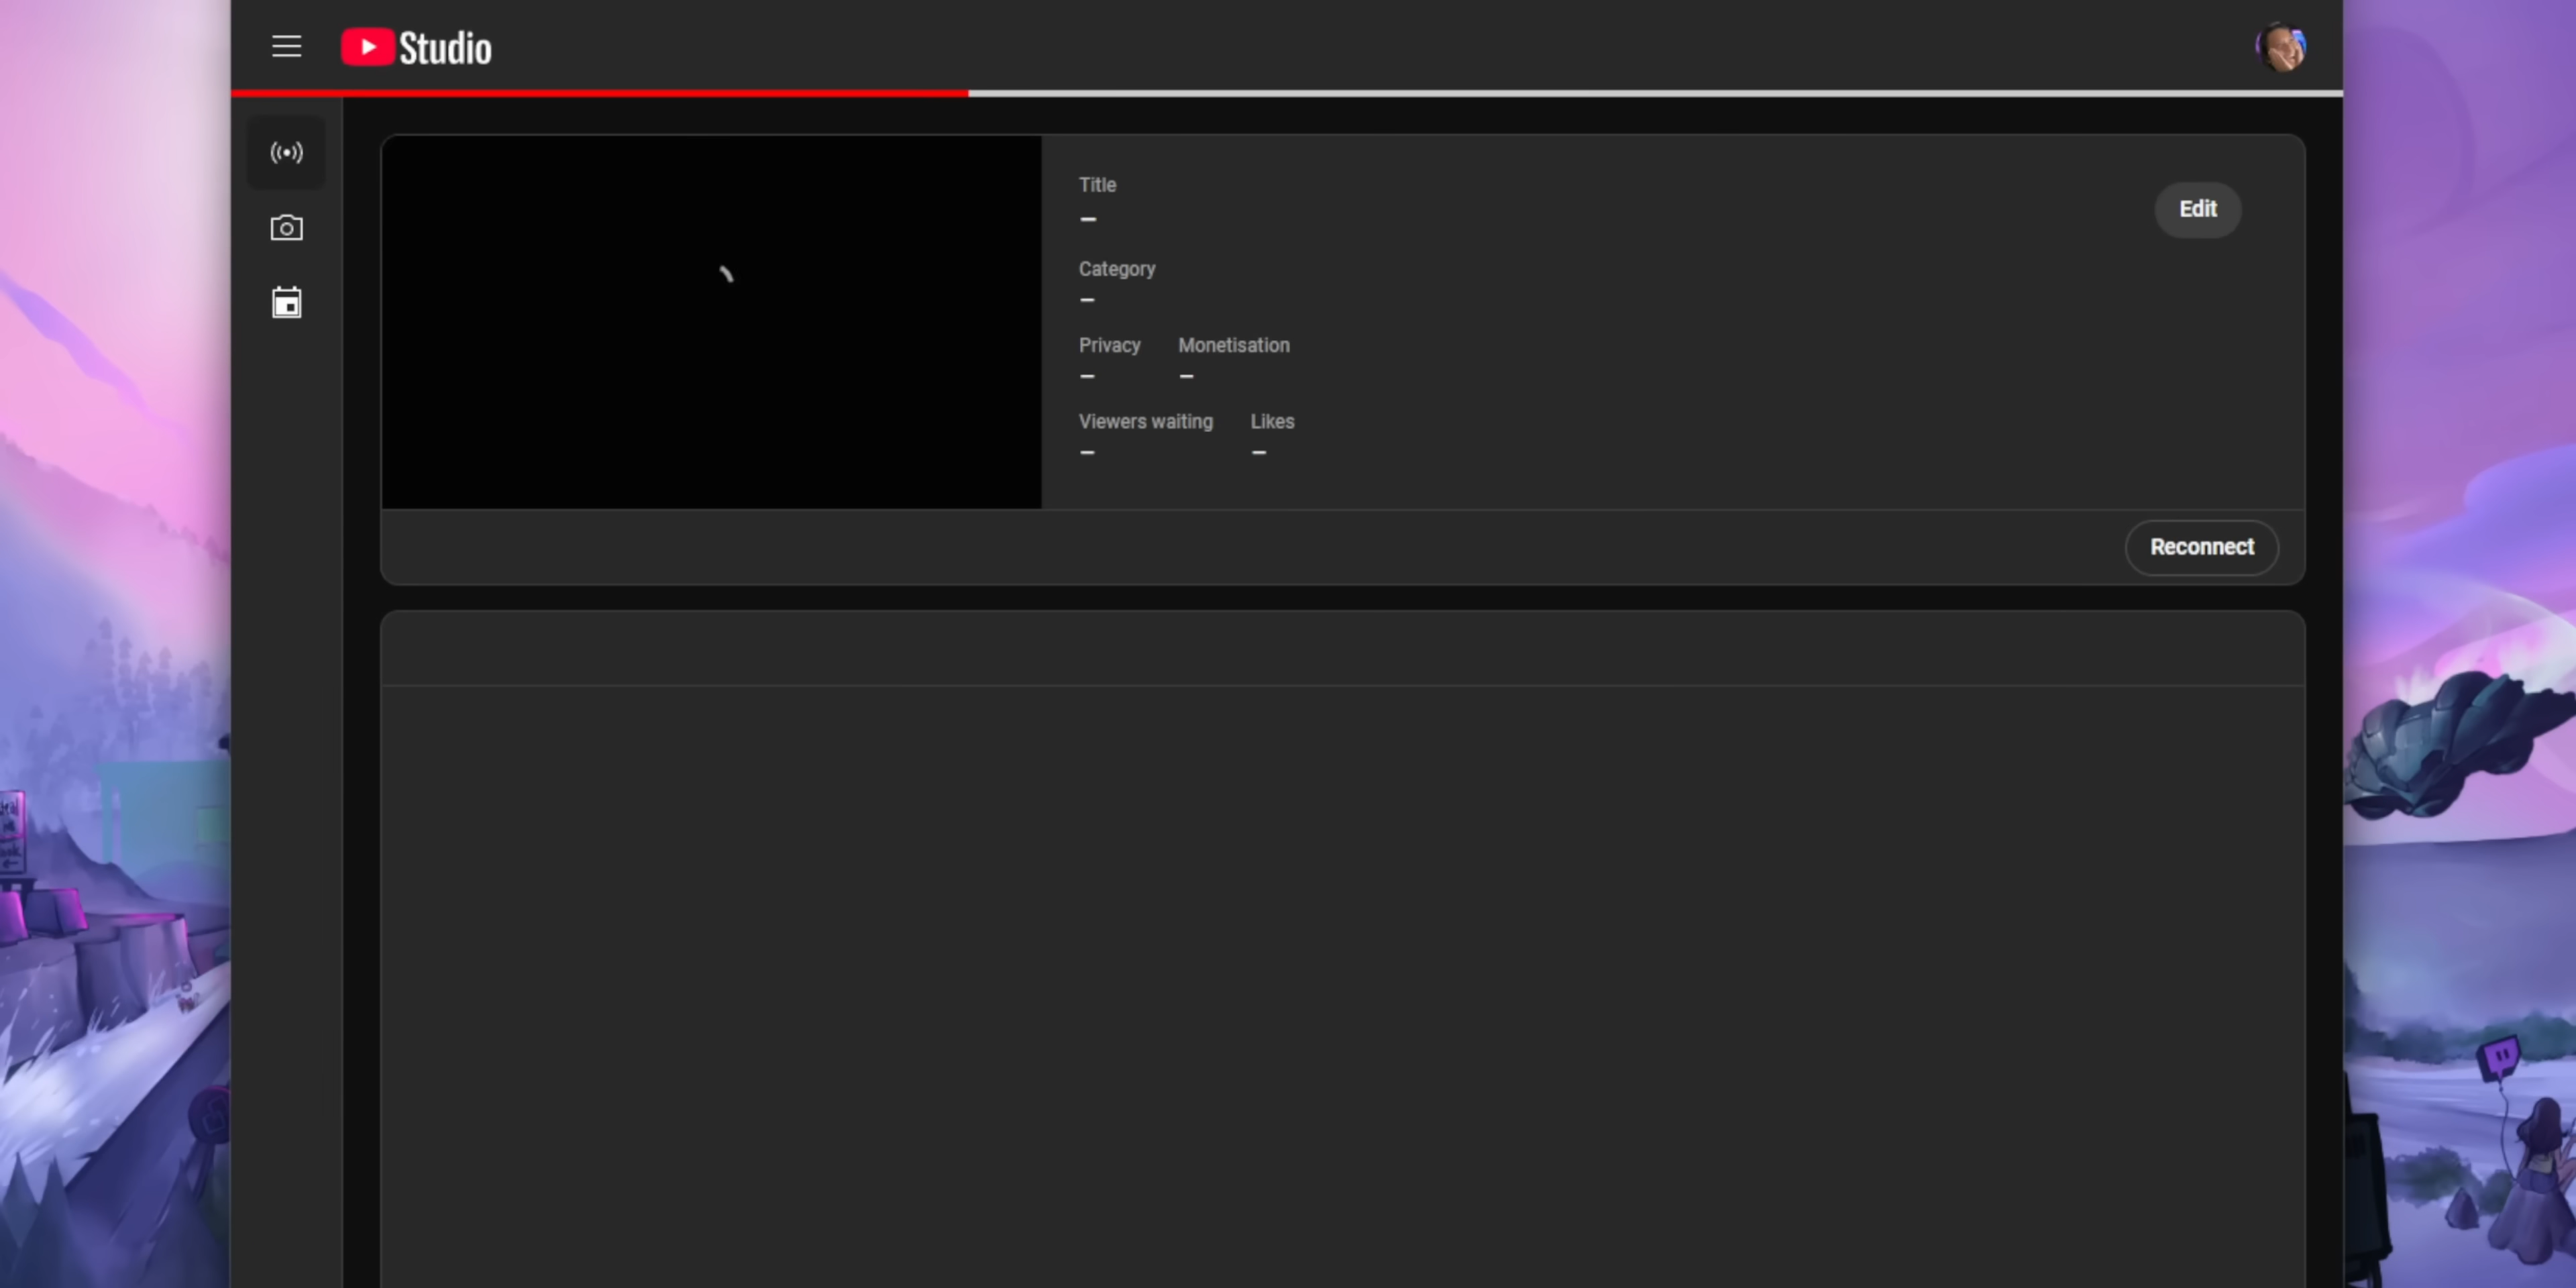 Studio
Title
–
Edit
Category
–
Privacy Monetisation
– –
Viewers waiting Likes
– –
Reconnect